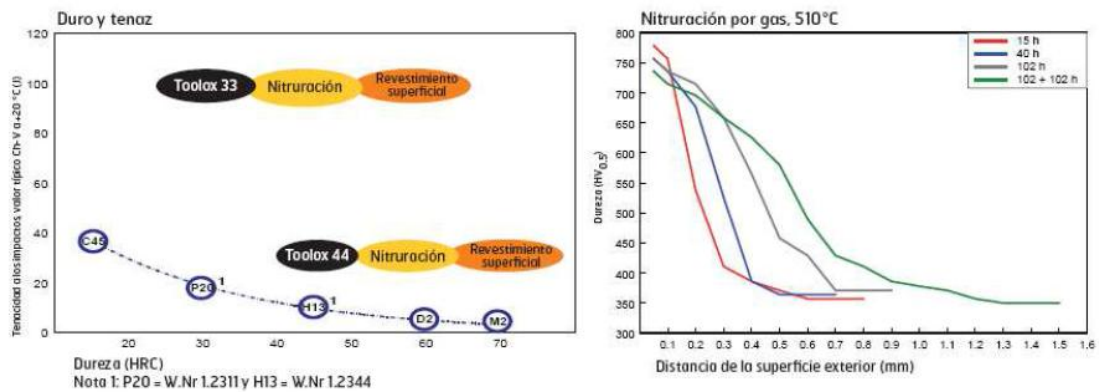 Duro y tenaz
120
100
80
60
40
20
0
Tenacidad a los impactos valor típico Ch-V a +20 °C (J)
Toolox 33
Nitruración
Revestimiento
superficial
C45
P20 1
H13 1
D2
M2
Toolox 44
Nitruración
Revestimiento
superficial
20 30 40 50 60 70
Dureza (HRC)
Nota 1: P20 = W.Nr 1.2311 y H13 = W.Nr 1.2344
Nitruración por gas, 510°C
800
750
700
650
600
550
500
450
400
350
300
Dureza (HV0.5)
15 h
40 h
102 h
102 + 102 h
0.1 0.2 0.3 0.4 0.5 0.6 0.7 0.8 0.9 1.0 1.1 1.2 1.3 1.4 1.5 1.6
Distancia de la superficie exterior (mm)